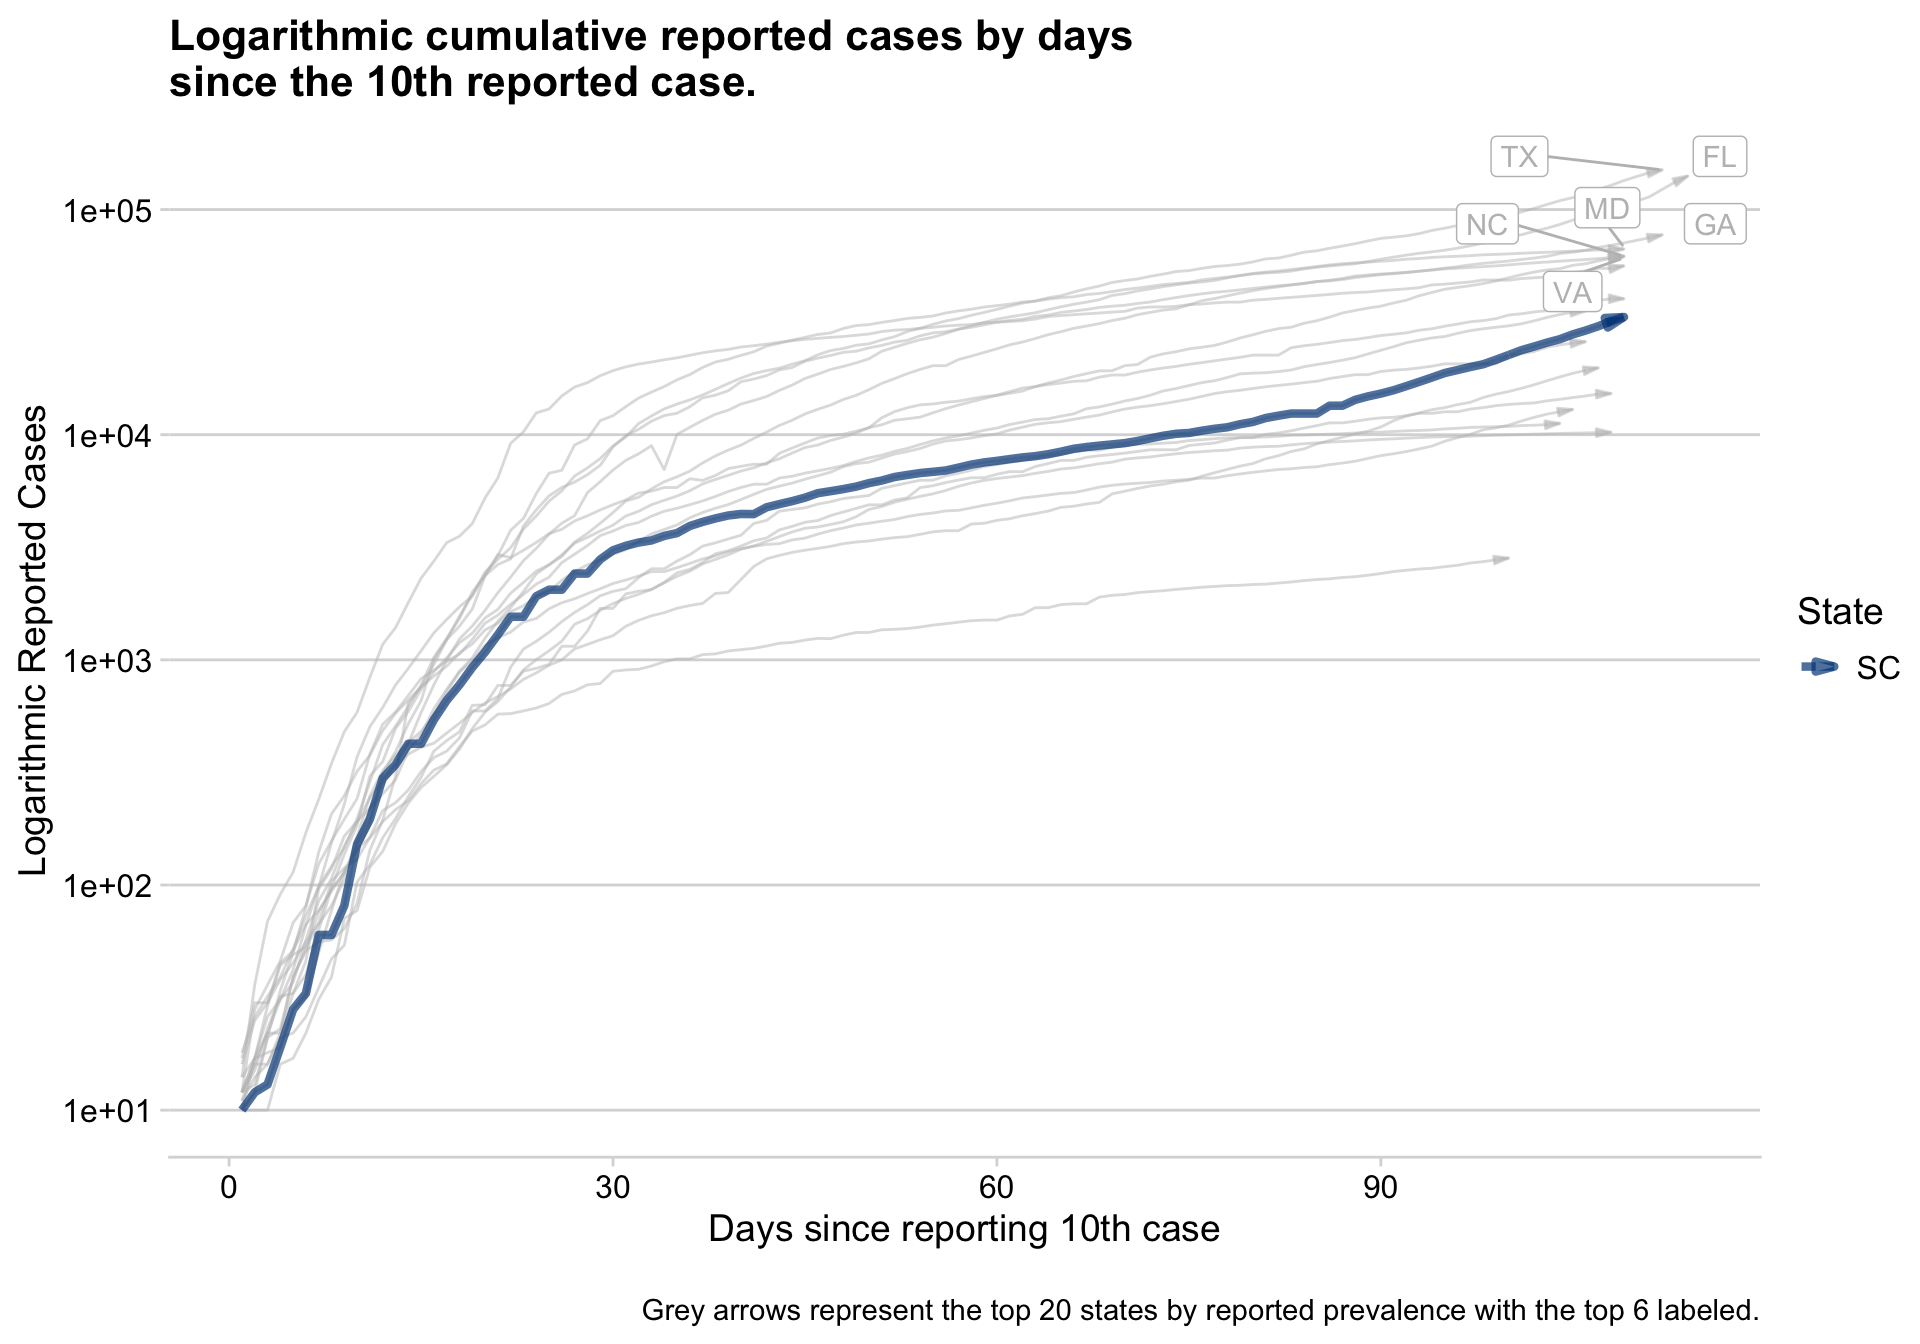 Logarithmic cumulative reported cases by days
since the 10th reported case.
TX
FL
MD
NC
GA
VA
1e+05
1e+04
1e+03
1e+02
1e+01
Logarithmic Reported Cases
State
SC
0
30
60
90
Days since reporting 10th case
Grey arrows represent the top 20 states by reported prevalence with the top 6 labeled.